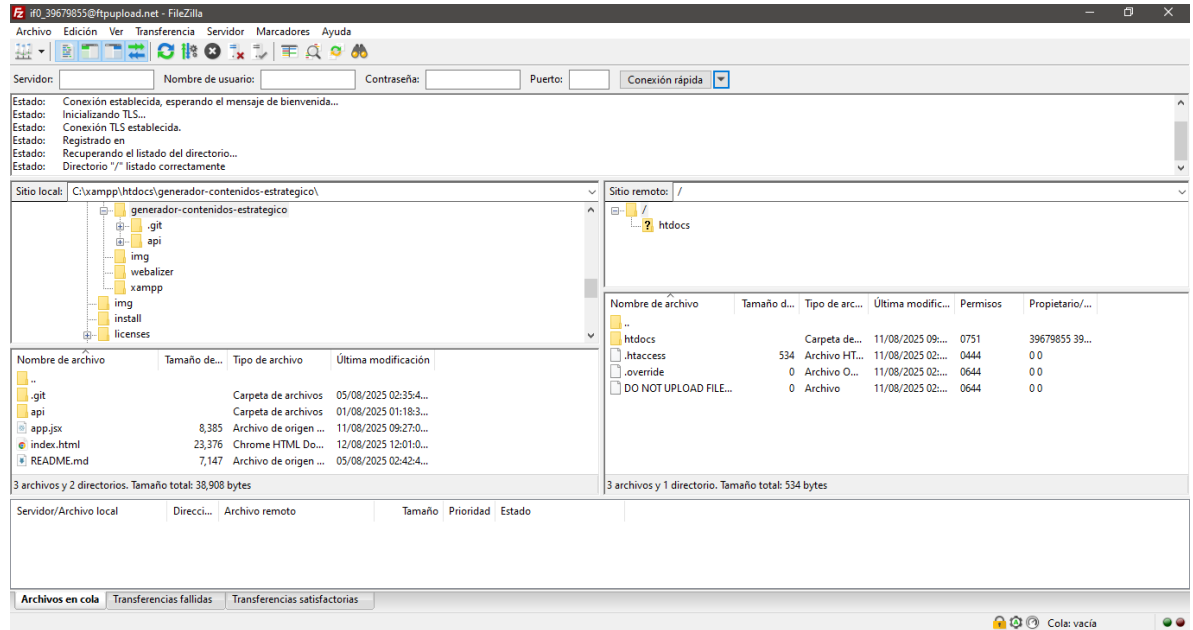 if0_39679855@ftpupload.net - FileZilla
Archivo Edición Ver Transferencia Servidor Marcadores Ayuda
Servidor: Nombre de usuario: Contraseña: Puerto: Conexión rápida
Estado: Conexión establecida, esperando el mensaje de bienvenida...
Estado: Inicializando TLS...
Estado: Conexión TLS establecida.
Estado: Registrado en
Estado: Recuperando el listado del directorio...
Estado: Directorio "/" listado correctamente
Sitio local: C:\xampp\htdocs\generador-contenidos-estrategico\
generador-contenidos-estrategico
.git
api
img
webalizer
xampp
img
install
licenses
Nombre de archivo Tamaño de... Tipo de archivo Última modificación
..
.git Carpeta de archivos 05/08/2025 02:35:4...
api Carpeta de archivos 01/08/2025 01:18:3...
app.jsx 8,385 Archivo de origen ... 11/08/2025 09:27:0...
index.html 23,376 Chrome HTML Do... 12/08/2025 12:01:0...
README.md 7,147 Archivo de origen ... 05/08/2025 02:42:4...
3 archivos y 2 directorios. Tamaño total: 38,908 bytes
Sitio remoto: /
/
? htdocs
Nombre de archivo Tamaño d... Tipo de arc... Última modific... Permisos Propietario/...
..
htdocs Carpeta de... 11/08/2025 09:... 0751 39679855 39...
.htaccess 534 Archivo HT... 11/08/2025 02:... 0444 0 0
.override 0 Archivo O... 11/08/2025 02:... 0644 0 0
DO NOT UPLOAD FILE... 0 Archivo 11/08/2025 02:... 0644 0 0
3 archivos y 1 directorio. Tamaño total: 534 bytes
Servidor/Archivo local Direcci... Archivo remoto Tamaño Prioridad Estado
Archivos en cola Transferencias fallidas Transferencias satisfactorias
Cola: vacía